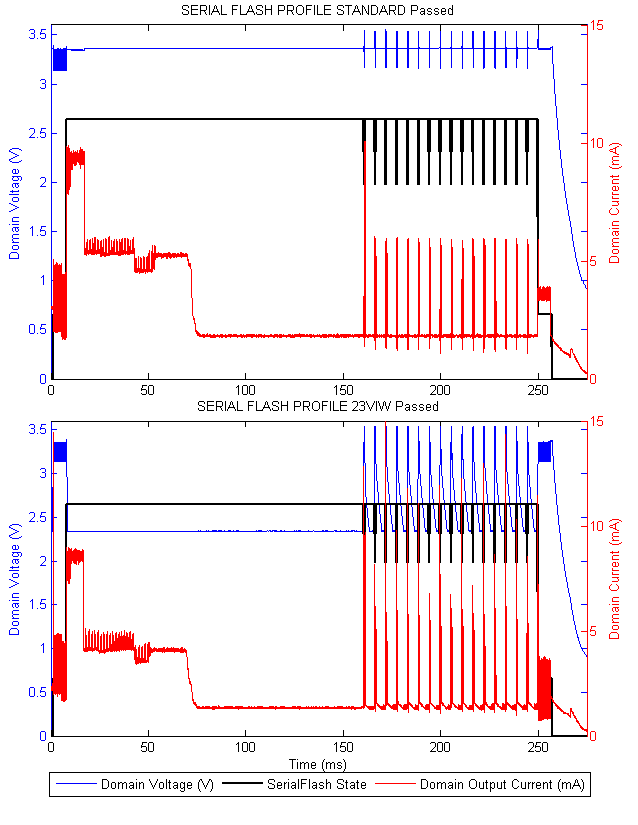 SERIAL FLASH PROFILE STANDARD Passed
3.5
3
2.5
2
1.5
1
0.5
0
Domain Voltage (V)
15
10
5
0
Domain Current (mA)
0 50 100 150 200 250
SERIAL FLASH PROFILE 23VIW Passed
3.5
3
2.5
2
1.5
1
0.5
0
Domain Voltage (V)
15
10
5
0
Domain Current (mA)
0 50 100 150 200 250
Time (ms)
Domain Voltage (V) SerialFlash State Domain Output Current (mA)